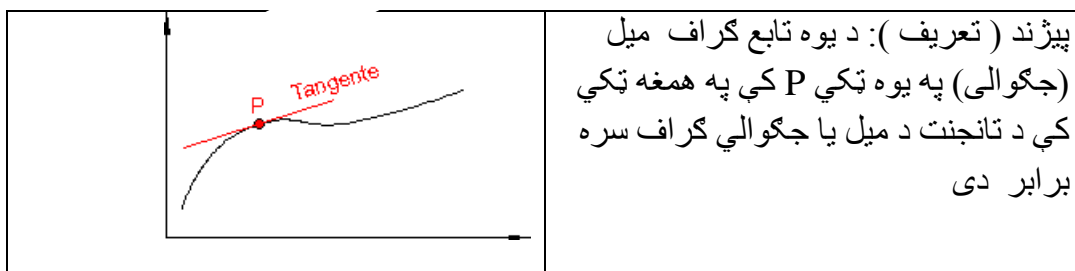 پيژند ( تعريف ): د يوه تابع ګراف ميل
(جګوالی) په يوه ټکي P کې په همغه ټکي
کې د تانجنت د ميل يا جګوالي ګراف سره
برابر دی
Tangente
P